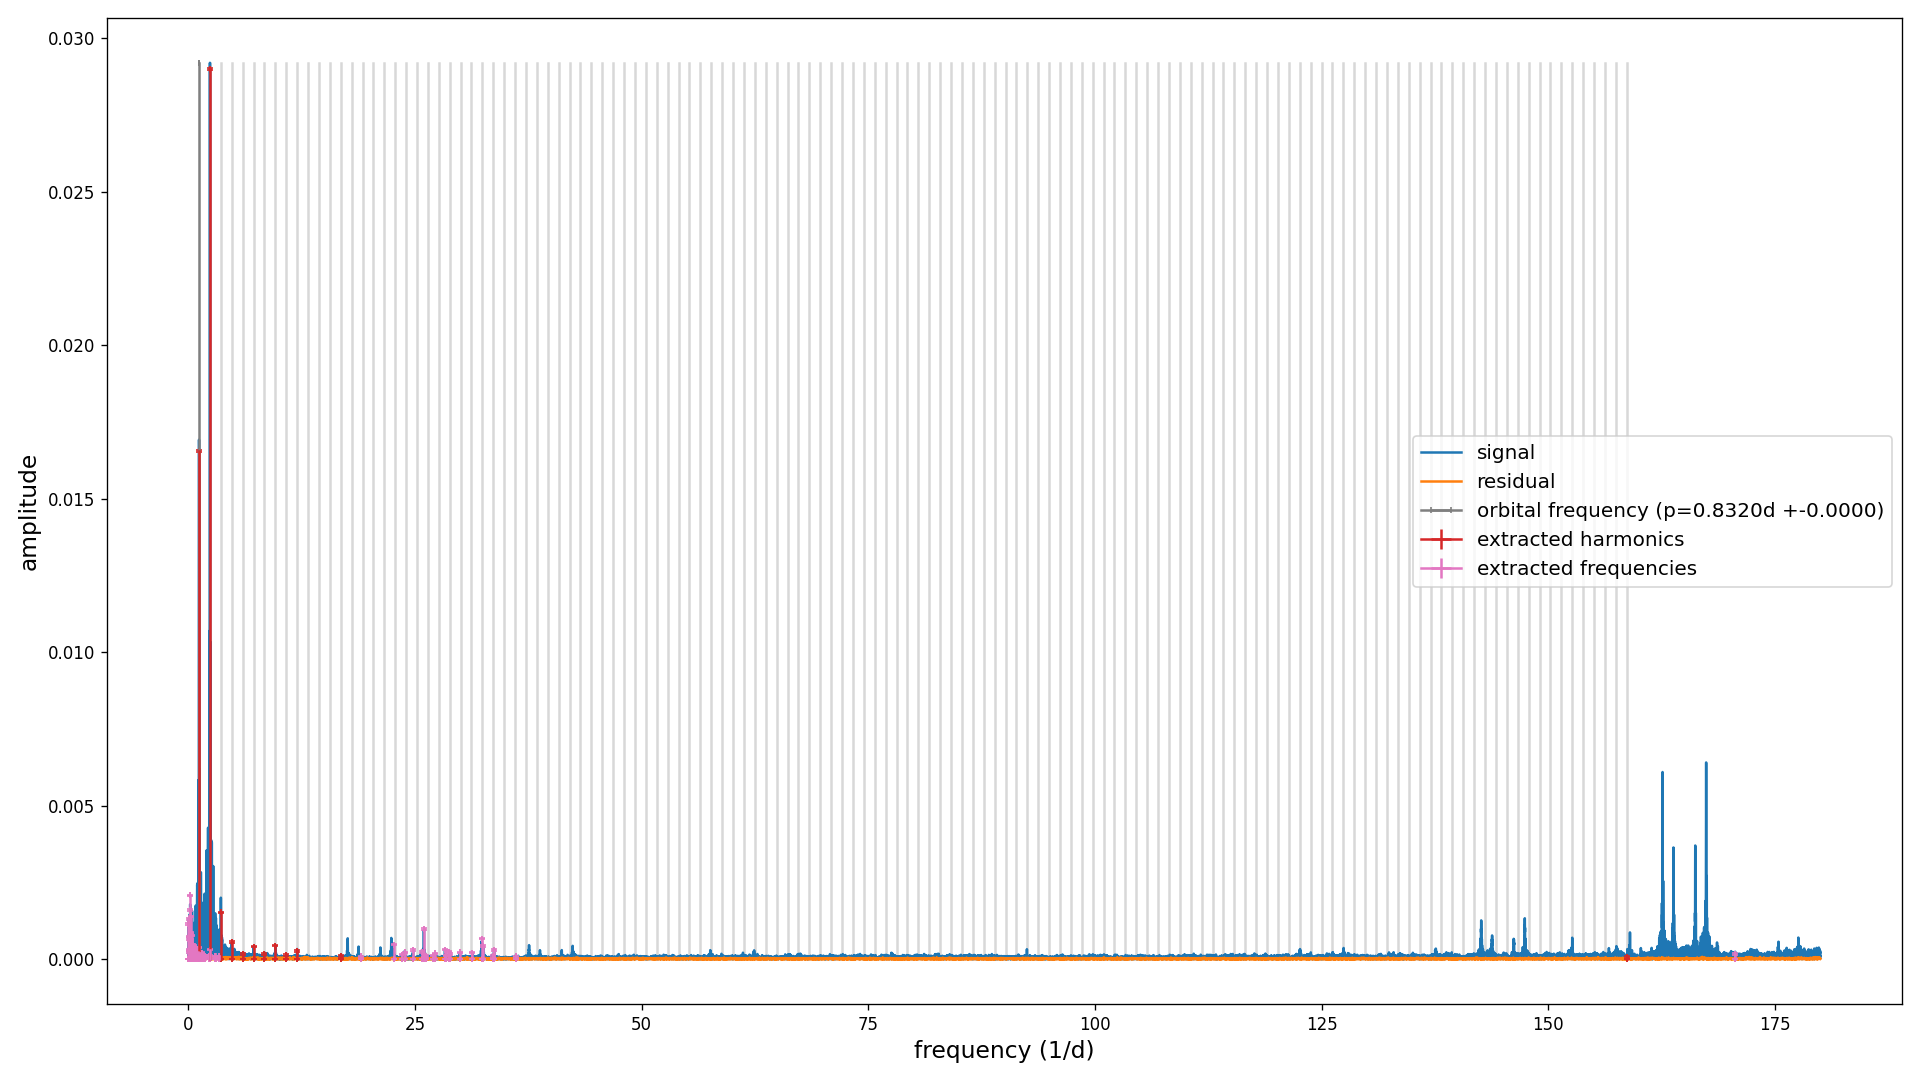 0.030
0.025
0.020
0.015
0.010
0.005
0.000
amplitude
signal
residual
orbital frequency (p=0.8320d +-0.0000)
extracted harmonics
extracted frequencies
0 25 50 75 100 125 150 175
frequency (1/d)